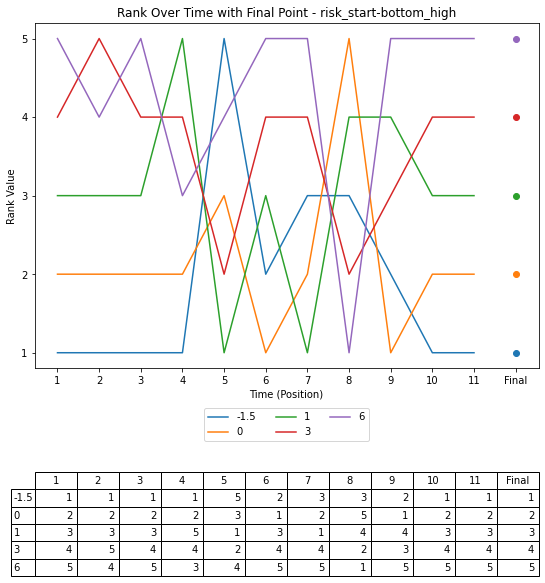 Rank Over Time with Final Point - risk_start-bottom_high
Rank Value
5
4
3
2
1
1 2 3 4 5 6 7 8 9 10 11 Final
Time (Position)
-1.5 1 6
0 3
1 2 3 4 5 6 7 8 9 10 11 Final
-1.5 1 1 1 1 5 2 3 3 2 1 1 1
0 2 2 2 2 3 1 2 5 1 2 2 2
1 3 3 3 5 1 3 1 4 4 3 3 3
3 4 5 4 4 2 4 4 2 3 4 4 4
6 5 4 5 3 4 5 5 1 5 5 5 5